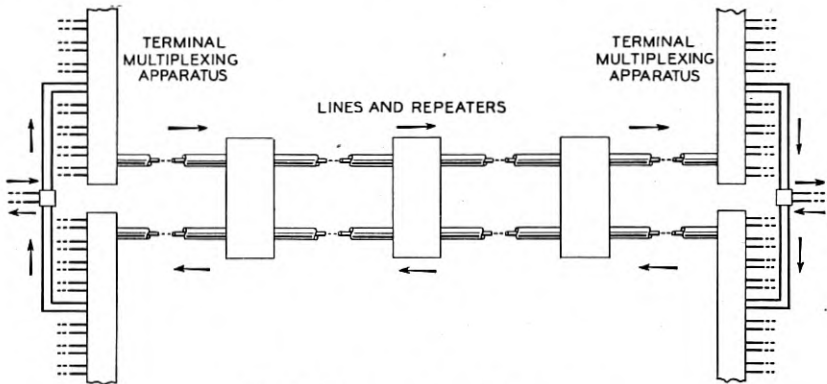 TERMINAL
MULTIPLEXING
APPARATUS
TERMINAL
MULTIPLEXING
APPARATUS
LINES AND REPEATERS